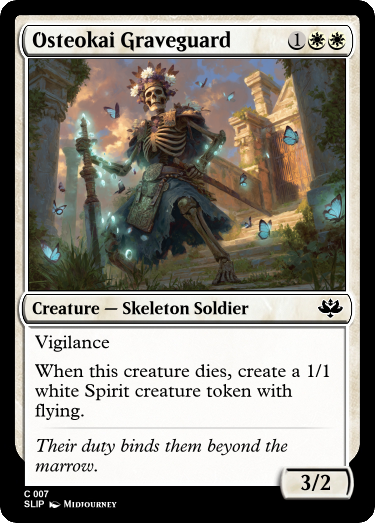 Osteokai Graveguard 1
Creature — Skeleton Soldier
Vigilance
When this creature dies, create a 1/1
white Spirit creature token with
flying.
Their duty binds them beyond the
marrow.
3/2
C 007
SLIP Midjourney